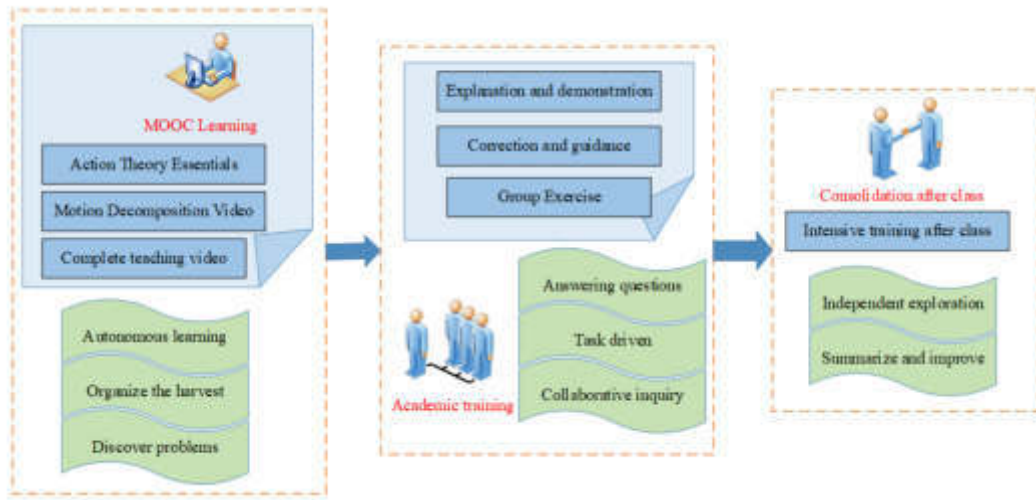 MOOC Learning
Action Theory Essentials
Motion Decomposition Video
Complete teaching video
Autonomous learning
Organize the harvest
Discover problems
Explanation and demonstration
Correction and guidance
Group Exercise
Answering questions
Task driven
Collaborative inquiry
Academic training
Consolidation after class
Intensive training after class
Independent exploration
Summarize and improve